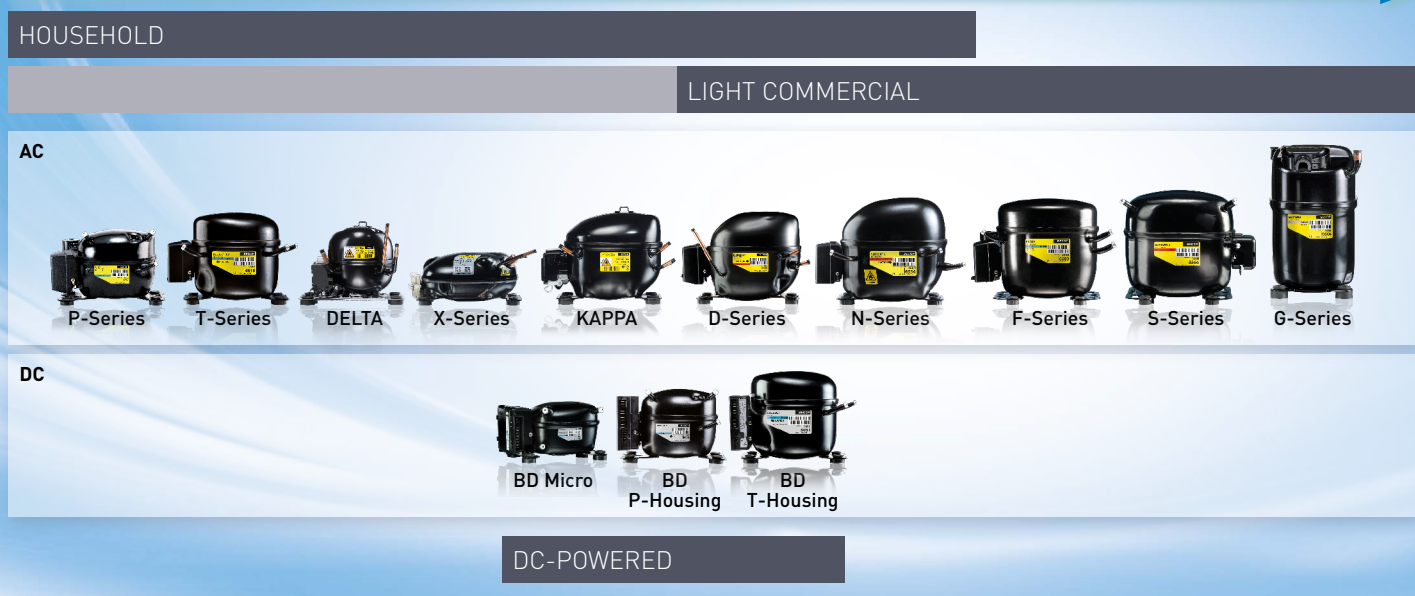 HOUSEHOLD
LIGHT COMMERCIAL
AC
P-Series
T-Series
DELTA
X-Series
KAPPA
D-Series
N-Series
F-Series
S-Series
G-Series
DC
BD Micro
BD
P-Housing
BD
T-Housing
DC-POWERED